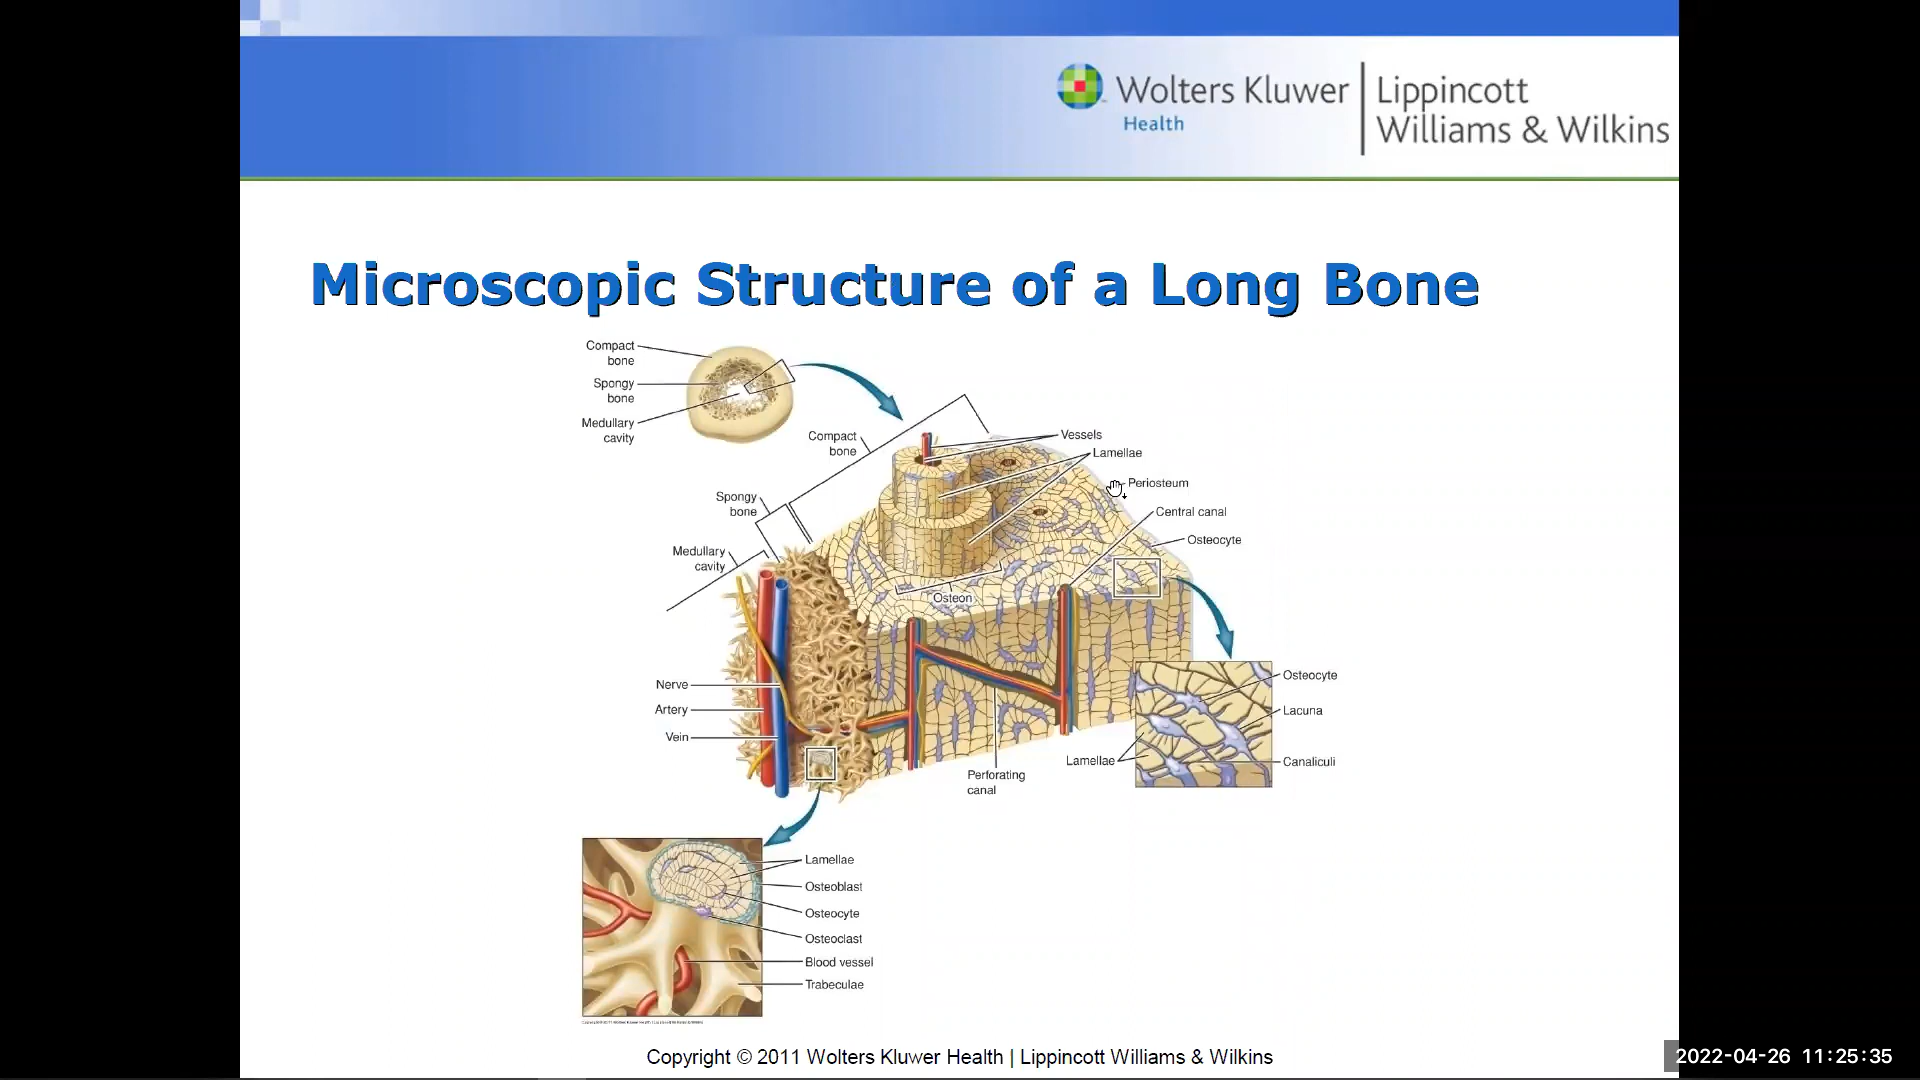 Wolters Kluwer
Health
Lippincott
Williams & Wilkins
Microscopic Structure of a Long Bone
Compact
bone
Spongy
bone
Medullary
cavity
Compact
bone
Spongy
bone
Medullary
cavity
Vessels
Lamellae
Periosteum
Central canal
Osteocyte
Osteon
Nerve
Artery
Vein
Perforating
canal
Osteocyte
Lacuna
Lamellae
Canaliculi
Lamellae
Osteoblast
Osteocyte
Osteoclast
Blood vessel
Trabeculae
Copyright © 2011 Wolters Kluwer Health | Lippincott Williams & Wilkins
2022-04-26 11:25:35